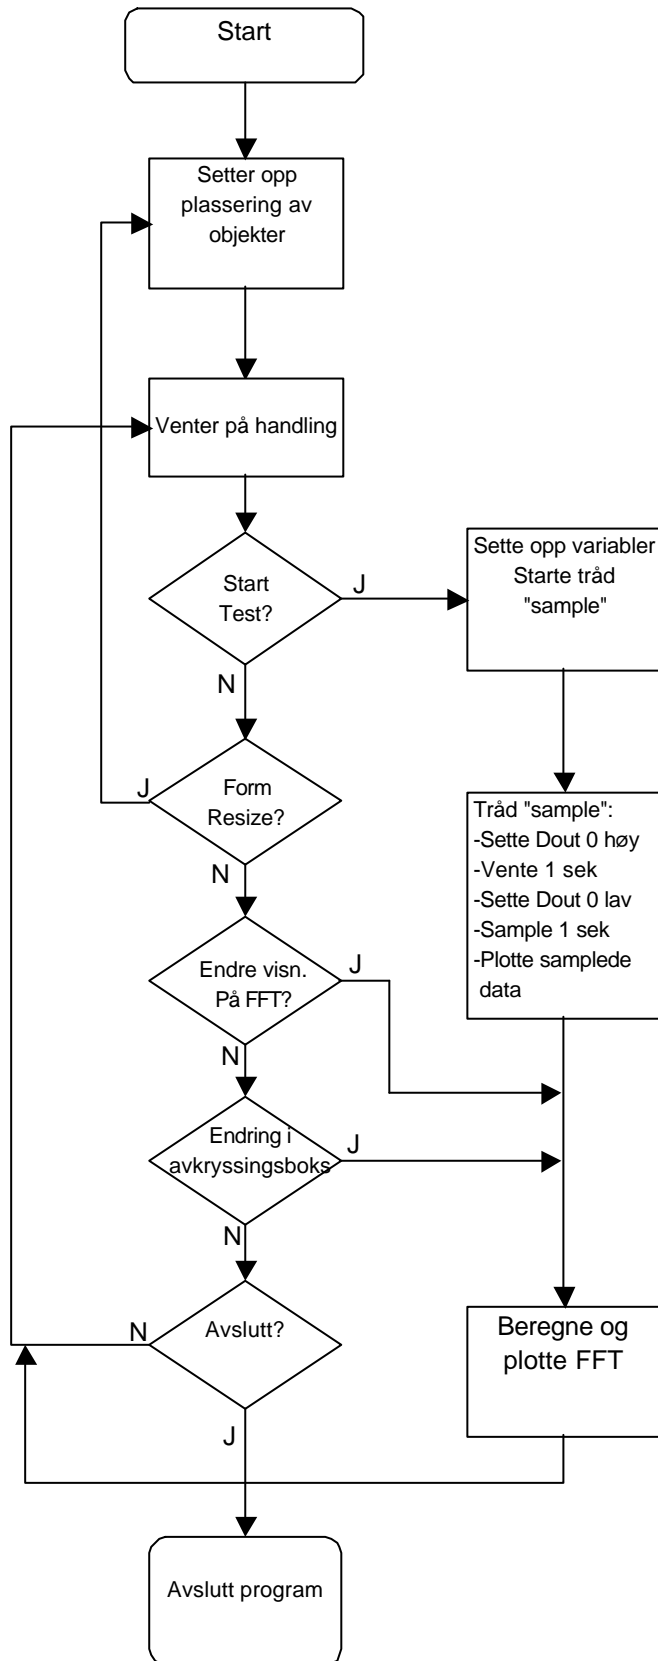 Start
Setter opp
plassering av
objekter
Venter på handling
Start
Test?
J
N
Sette opp variabler
Starte tråd
"sample"
Form
Resize?
J
N
Tråd "sample":
-Sette Dout 0 høy
-Vente 1 sek
-Sette Dout 0 lav
-Sample 1 sek
-Plotte samplede
data
Endre visn.
På FFT?
J
N
Endring i
avkryssingsboks
J
N
Avslutt?
N
J
Beregne og
plotte FFT
Avslutt program